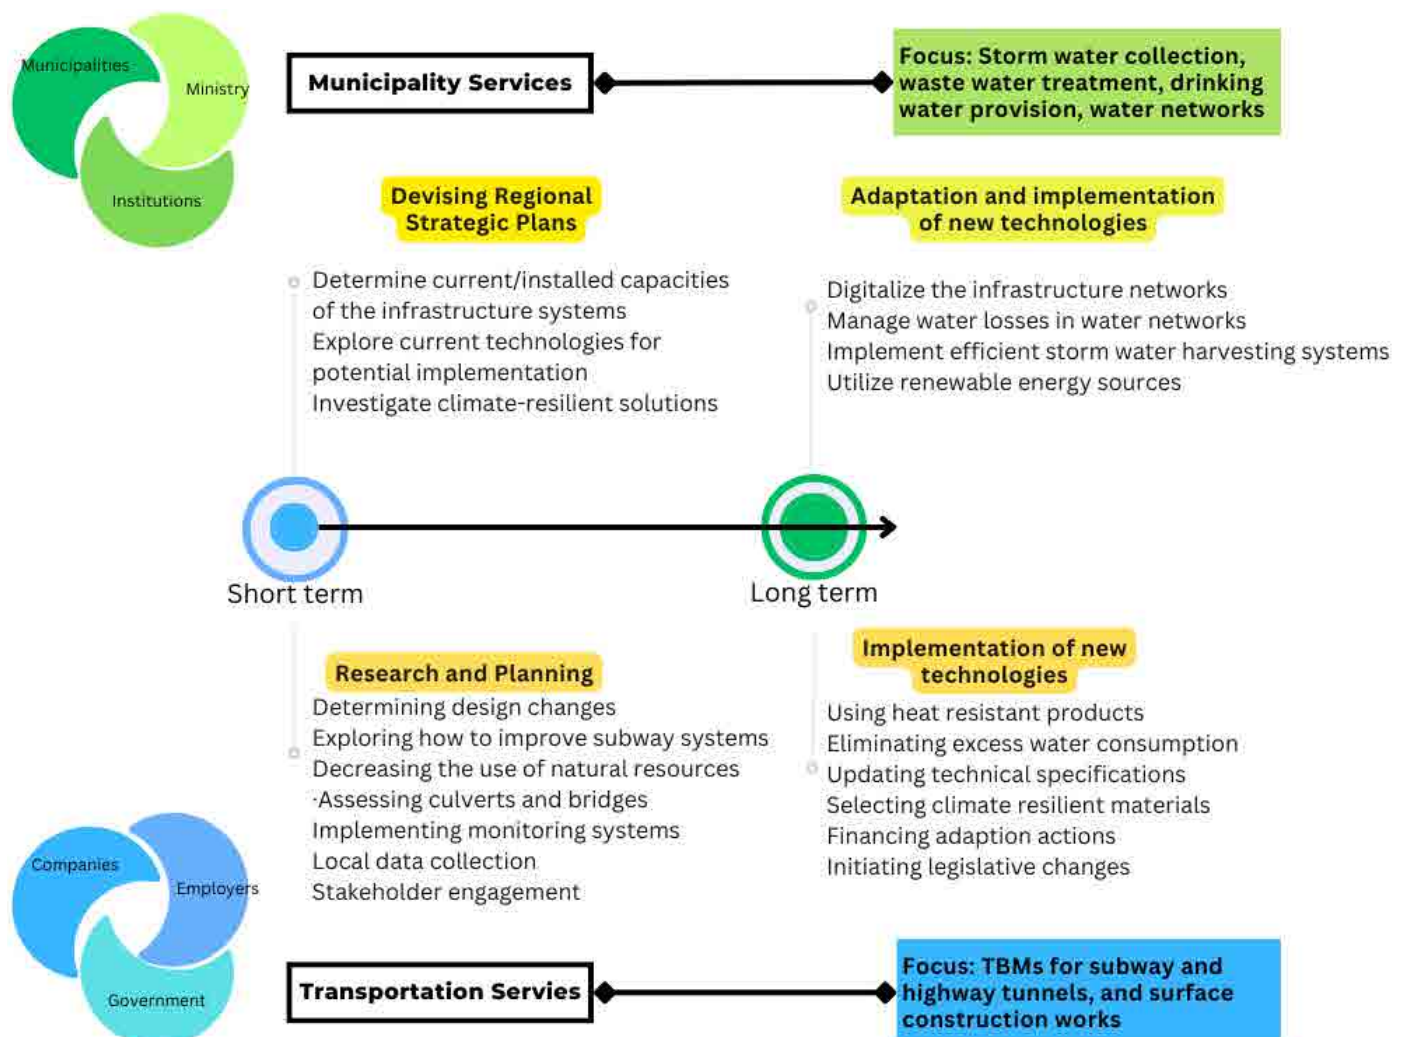 Municipalities
Ministry
Institutions
Municipality Services
Focus: Storm water collection,
waste water treatment, drinking
water provision, water networks
Devising Regional
Strategic Plans
Determine current/installed capacities
of the infrastructure systems
Explore current technologies for
potential implementation
Investigate climate-resilient solutions
Adaptation and implementation
of new technologies
Digitalize the infrastructure networks
Manage water losses in water networks
Implement efficient storm water harvesting systems
Utilize renewable energy sources
Short term
Long term
Research and Planning
Determining design changes
Exploring how to improve subway systems
Decreasing the use of natural resources
·Assessing culverts and bridges
Implementing monitoring systems
Local data collection
Stakeholder engagement
Implementation of new
technologies
Using heat resistant products
Eliminating excess water consumption
Updating technical specifications
Selecting climate resilient materials
Financing adaption actions
Initiating legislative changes
Companies
Employers
Government
Transportation Servies
Focus: TBMs for subway and
highway tunnels, and surface
construction works